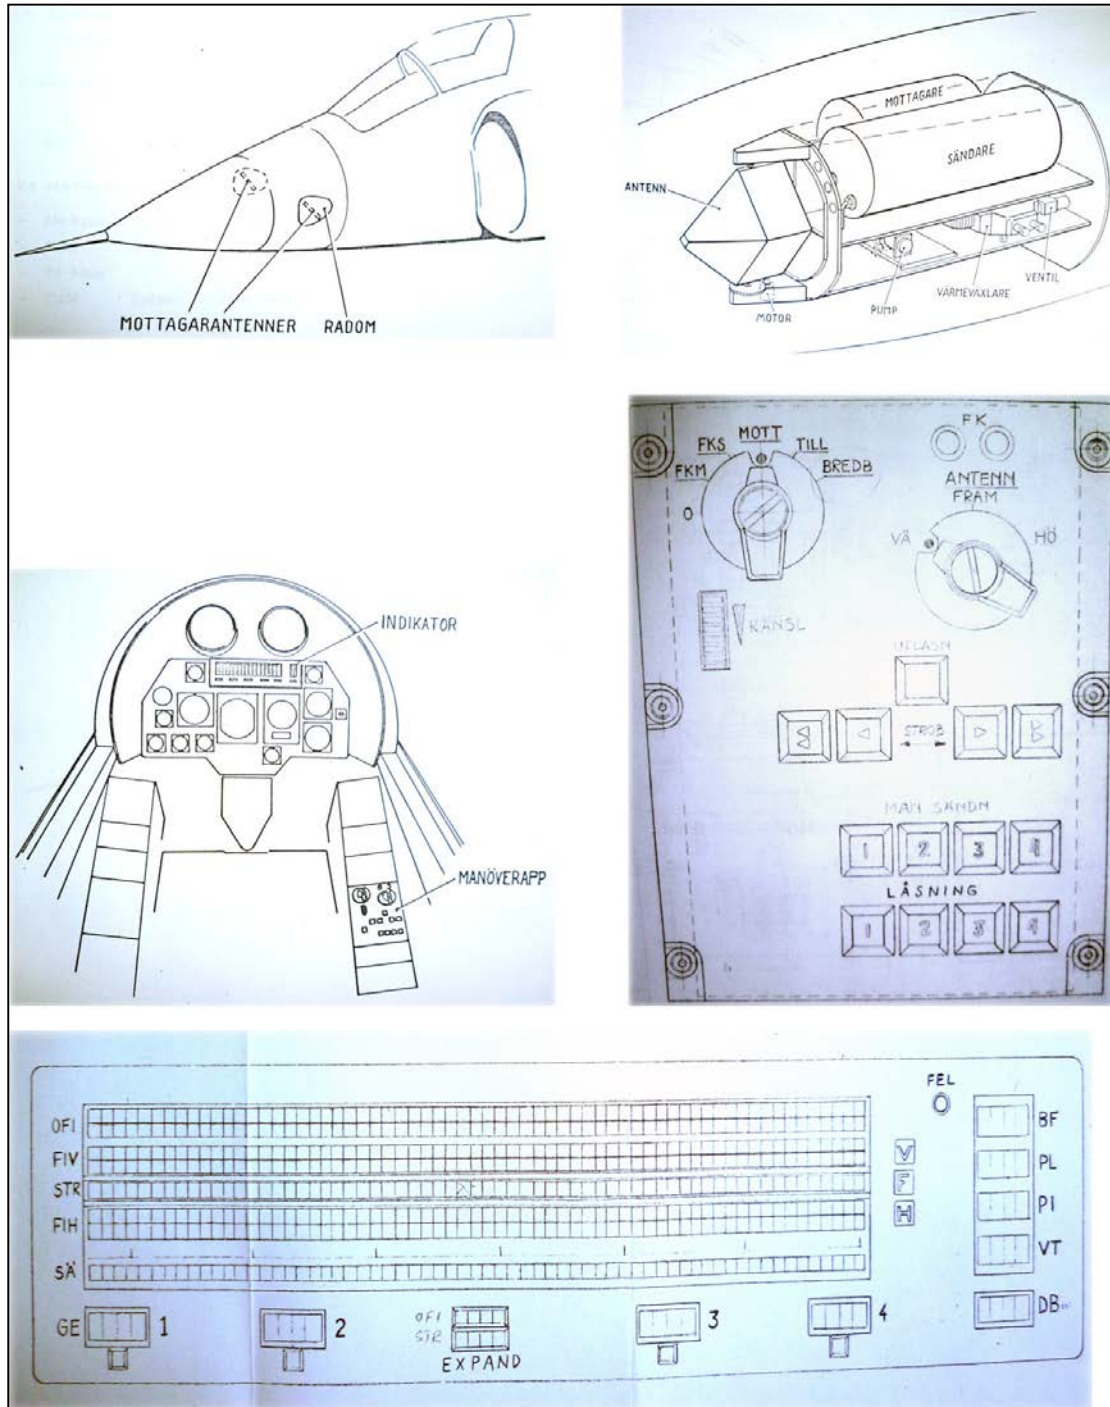 MOTTAGARANTENNER
RADOM
MOTTAGARE
SÄNDARE
ANTENN
MOTOR
PUMP
VÄRMEVÄXLARE
VENTIL
INDIKATOR
MANÖVERAPP
FK
MOTT
FKS
TILL
FKM
BREDB
O
ANTENN
FRAM
VÄ
HÖ
KÄNSL
STROB
MAN SÄNDN
1 2 3 4
LÅSNING
1 2 3 4
FEL
OFI
FIV
STR
FIH
SÄ
V
F
H
BF
PL
PI
VT
DB
GE 1
2
OFI
STR
EXPAND
3
4